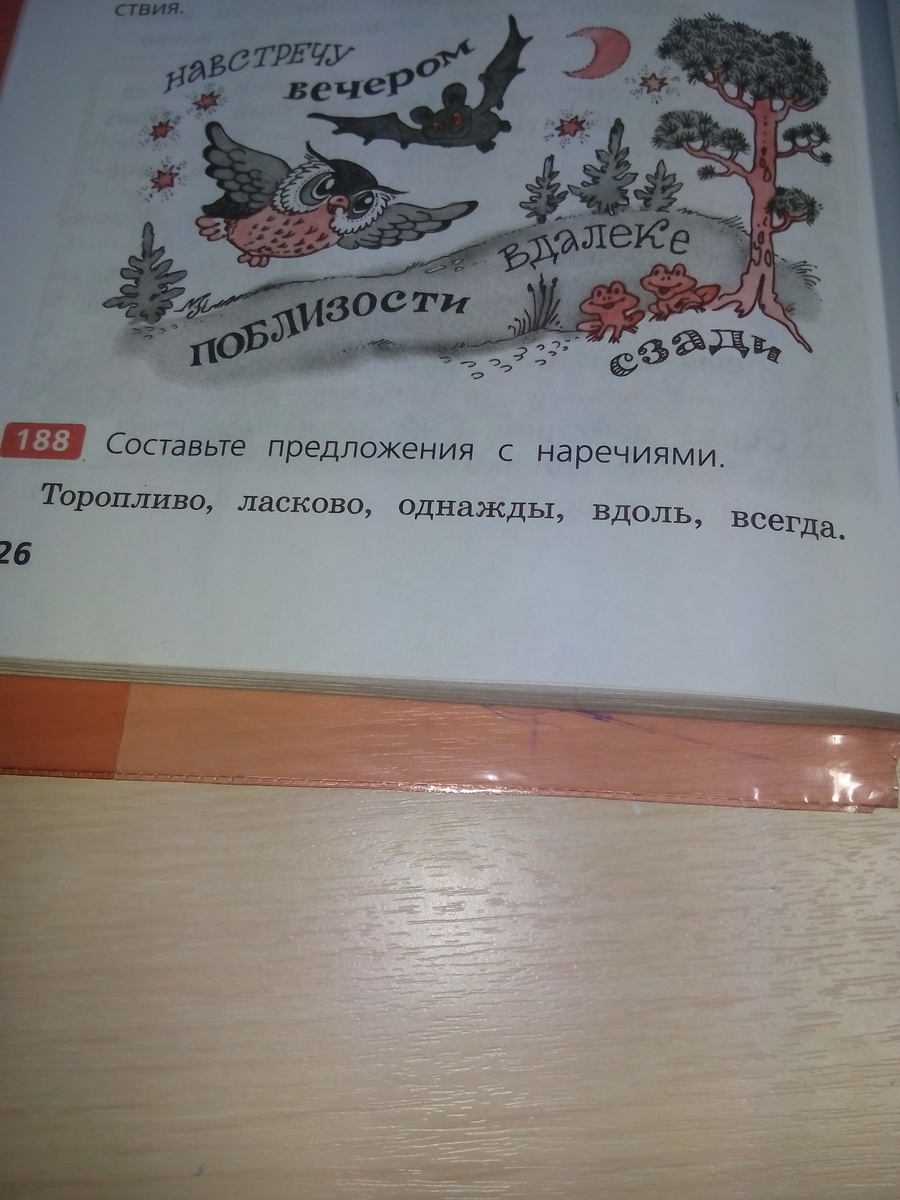 ствия.
навстречу
вечером
вдалеке
поблизости
сзади
188 Составьте предложения с наречиями.
Торопливо, ласково, однажды, вдоль, всегда.
26